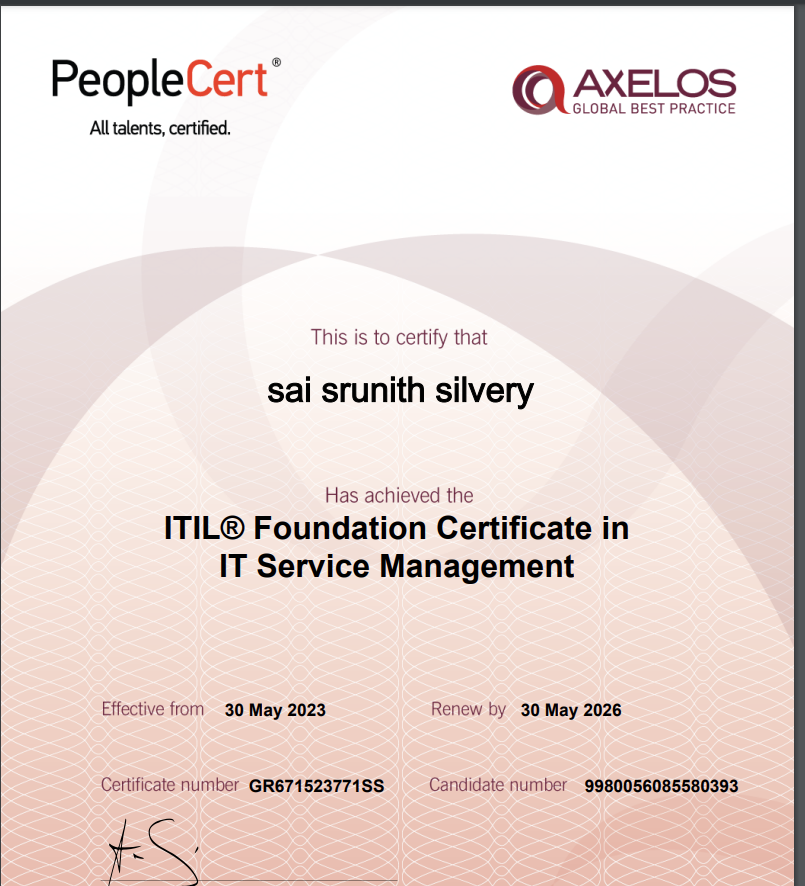 PeopleCert®
All talents, certified.
AXELOS
GLOBAL BEST PRACTICE
This is to certify that
sai srunith silvery
Has achieved the
ITIL® Foundation Certificate in
IT Service Management
Effective from 30 May 2023 Renew by 30 May 2026
Certificate number GR671523771SS Candidate number 9980056085580393